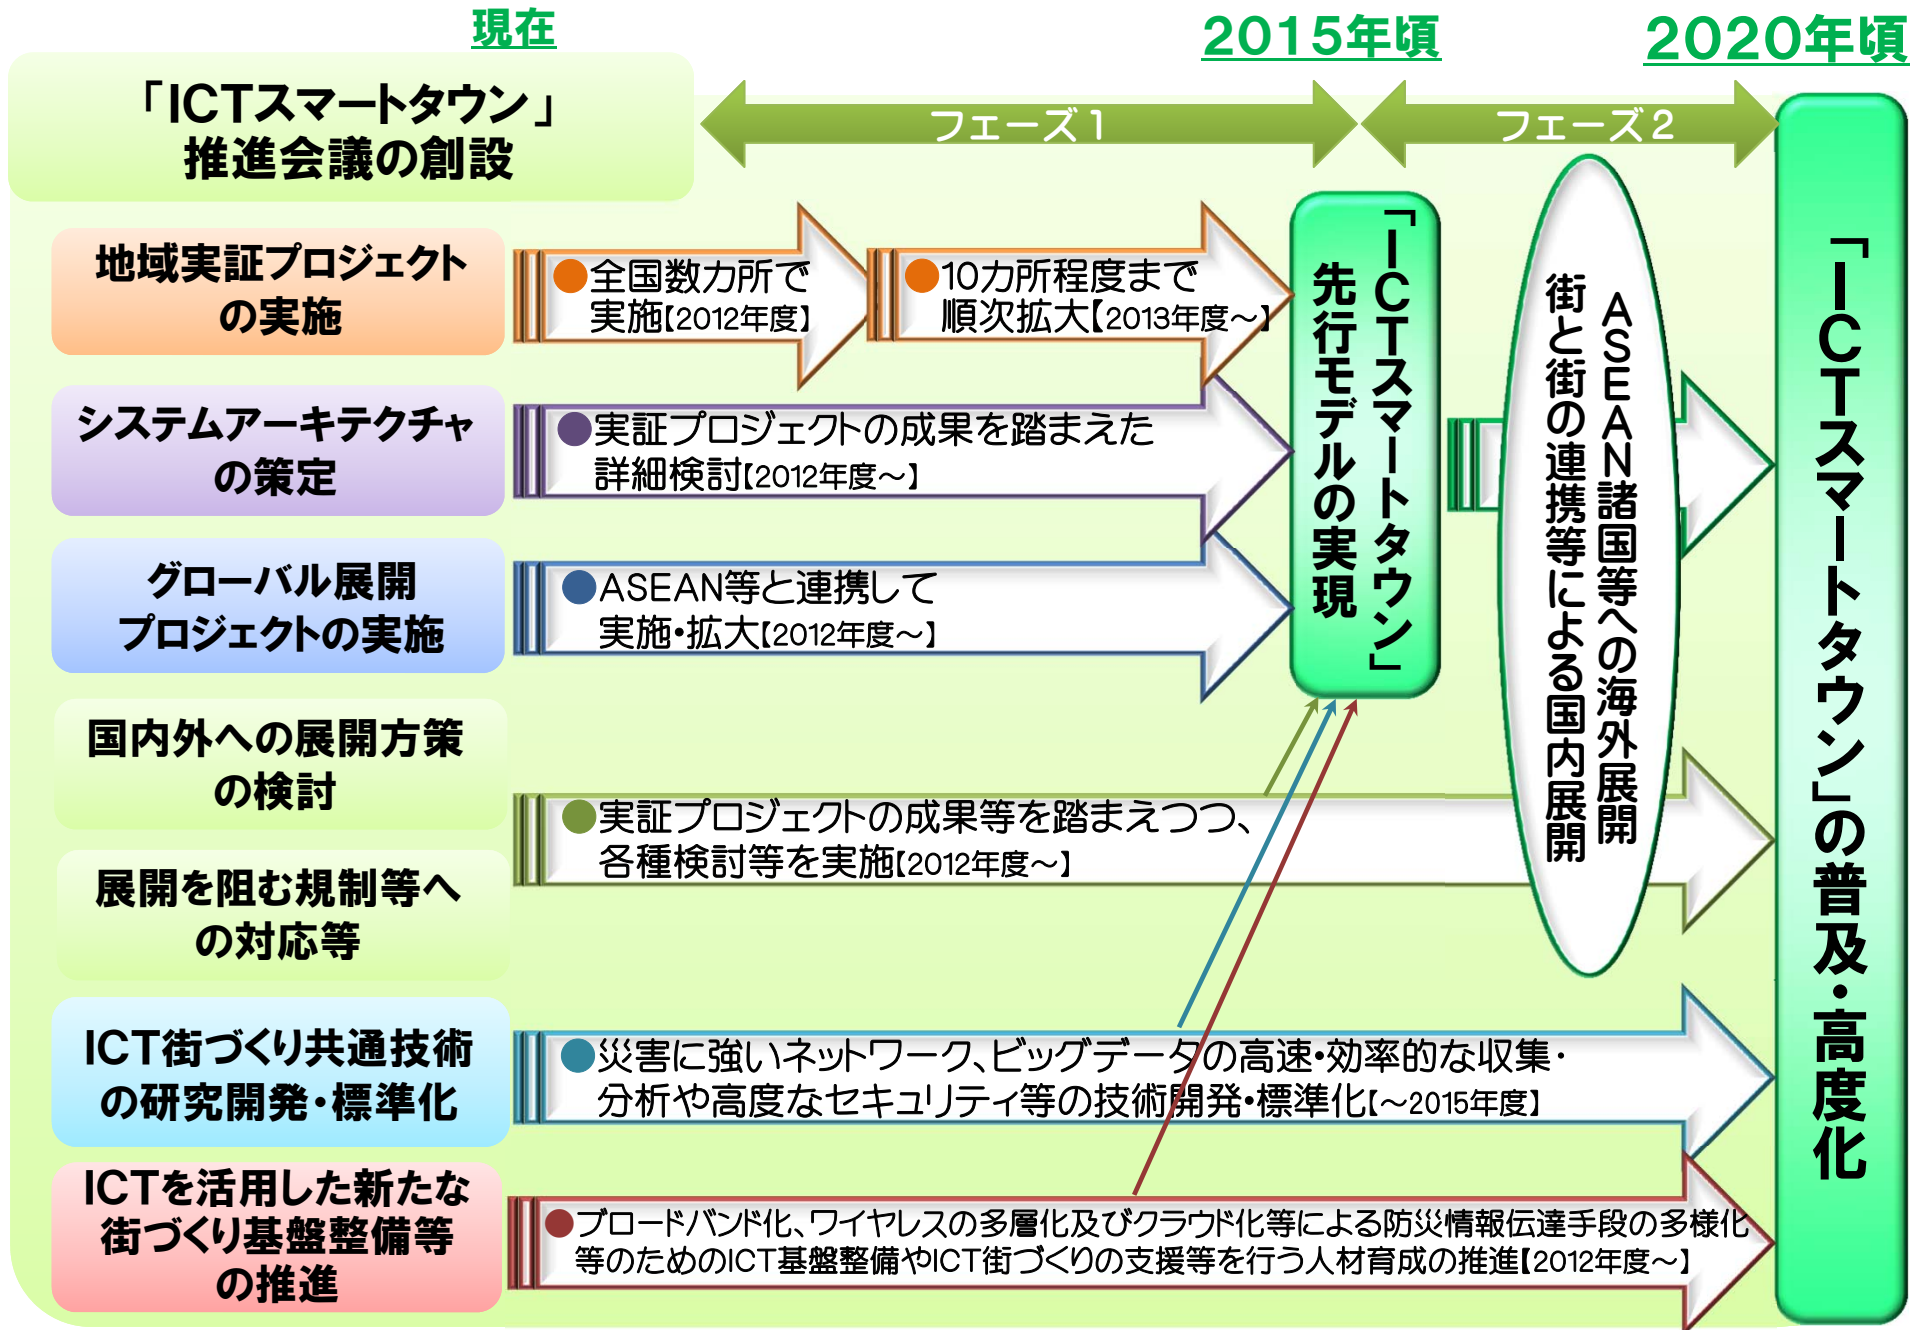 現在
2015年頃
2020年頃
「ICTスマートタウン」
推進会議の創設
フェーズ1
フェーズ2
地域実証プロジェクト
の実施
●全国数カ所で
実施【2012年度】
●10カ所程度まで
順次拡大【2013年度～】
システムアーキテクチャ
の策定
●実証プロジェクトの成果を踏まえた
詳細検討【2012年度～】
グローバル展開
プロジェクトの実施
●ASEAN等と連携して
実施・拡大【2012年度～】
「ICTスマートタウン」
先行モデルの実現
ASEAN諸国等への海外展開
街と街の連携等による国内展開
「ICTスマートタウン」の普及・高度化
国内外への展開方策
の検討
展開を阻む規制等へ
の対応等
●実証プロジェクトの成果等を踏まえつつ、
各種検討等を実施【2012年度～】
ICT街づくり共通技術
の研究開発・標準化
●災害に強いネットワーク、ビッグデータの高速・効率的な収集・
分析や高度なセキュリティ等の技術開発・標準化【～2015年度】
ICTを活用した新たな
街づくり基盤整備等
の推進
●ブロードバンド化、ワイヤレスの多層化及びクラウド化等による防災情報伝達手段の多様化
等のためのICT基盤整備やICT街づくりの支援等を行う人材育成の推進【2012年度～】